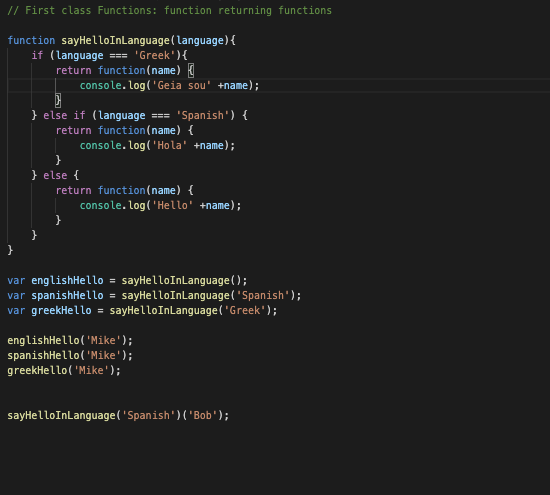 // First class Functions: function returning functions
function sayHelloInLanguage(language){
if (language === 'Greek'){
return function(name) {
console.log('Geia sou' +name);
}
} else if (language === 'Spanish') {
return function(name) {
console.log('Hola' +name);
}
} else {
return function(name) {
console.log('Hello' +name);
}
}
}
var englishHello = sayHelloInLanguage();
var spanishHello = sayHelloInLanguage('Spanish');
var greekHello = sayHelloInLanguage('Greek');
englishHello('Mike');
spanishHello('Mike');
greekHello('Mike');
sayHelloInLanguage('Spanish')('Bob');